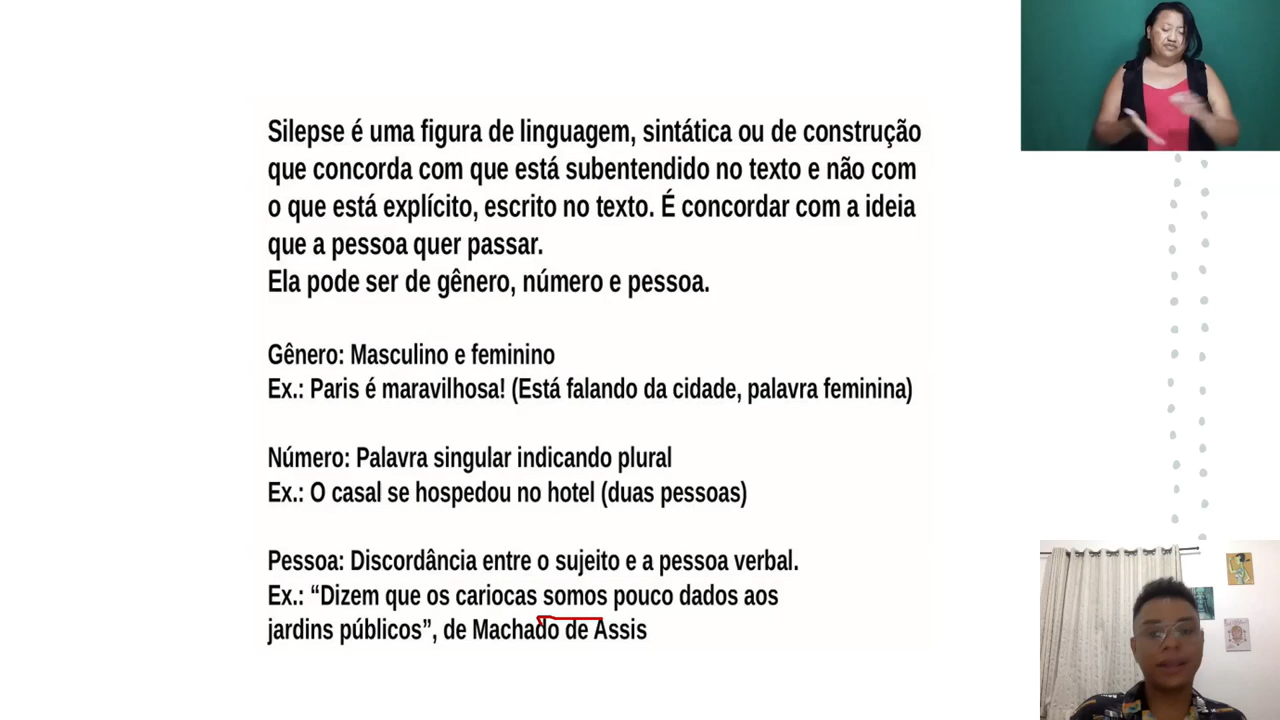 Silepse é uma figura de linguagem, sintática ou de construção
que concorda com que está subentendido no texto e não com
o que está explícito, escrito no texto. É concordar com a ideia
que a pessoa quer passar.
Ela pode ser de gênero, número e pessoa.
Gênero: Masculino e feminino
Ex.: Paris é maravilhosa! (Está falando da cidade, palavra feminina)
Número: Palavra singular indicando plural
Ex.: O casal se hospedou no hotel (duas pessoas)
Pessoa: Discordância entre o sujeito e a pessoa verbal.
Ex.: “Dizem que os cariocas somos pouco dados aos
jardins públicos”, de Machado de Assis